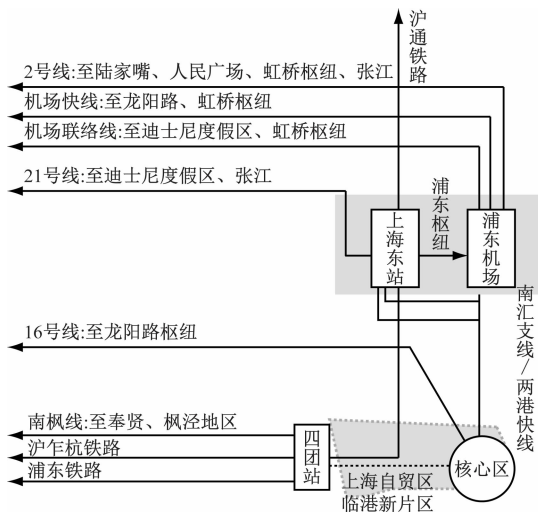 沪通铁路
2号线:至陆家嘴、人民广场、虹桥枢纽、张江
机场快线:至龙阳路、虹桥枢纽
机场联络线:至迪士尼度假区、虹桥枢纽
21号线:至迪士尼度假区、张江
上海东站
浦东枢纽
浦东机场
南汇支线/两港快线
16号线:至龙阳路枢纽
南枫线:至奉贤、枫泾地区
沪乍杭铁路
浦东铁路
四团站
核心区
上海自贸区
临港新片区